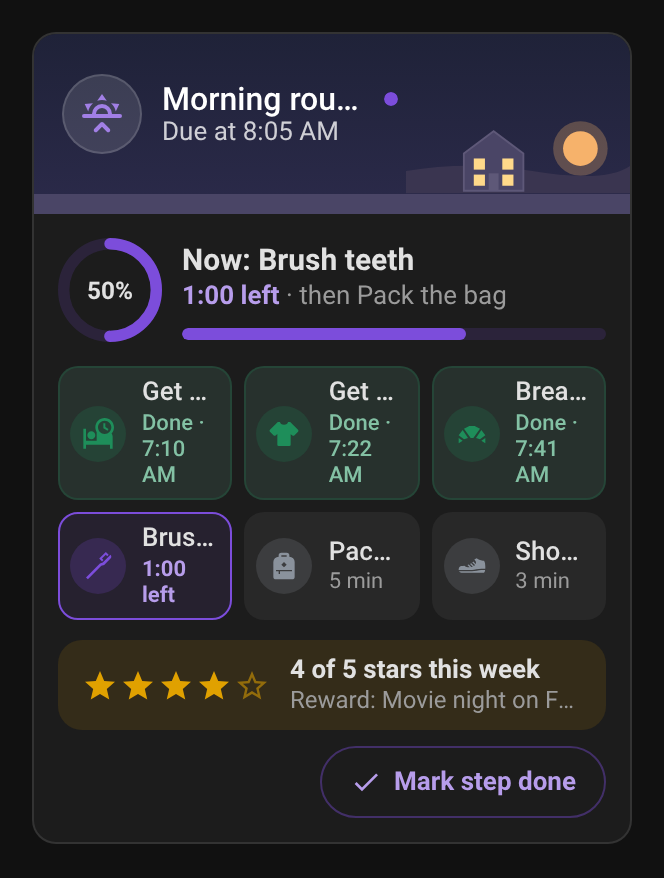 Morning rou...
Due at 8:05 AM
50%
Now: Brush teeth
1:00 left · then Pack the bag
Get ...
Done ·
7:10
AM
Get ...
Done ·
7:22
AM
Brea...
Done ·
7:41
AM
Brus...
1:00
left
Pac...
5 min
Sho...
3 min
4 of 5 stars this week
Reward: Movie night on F...
Mark step done